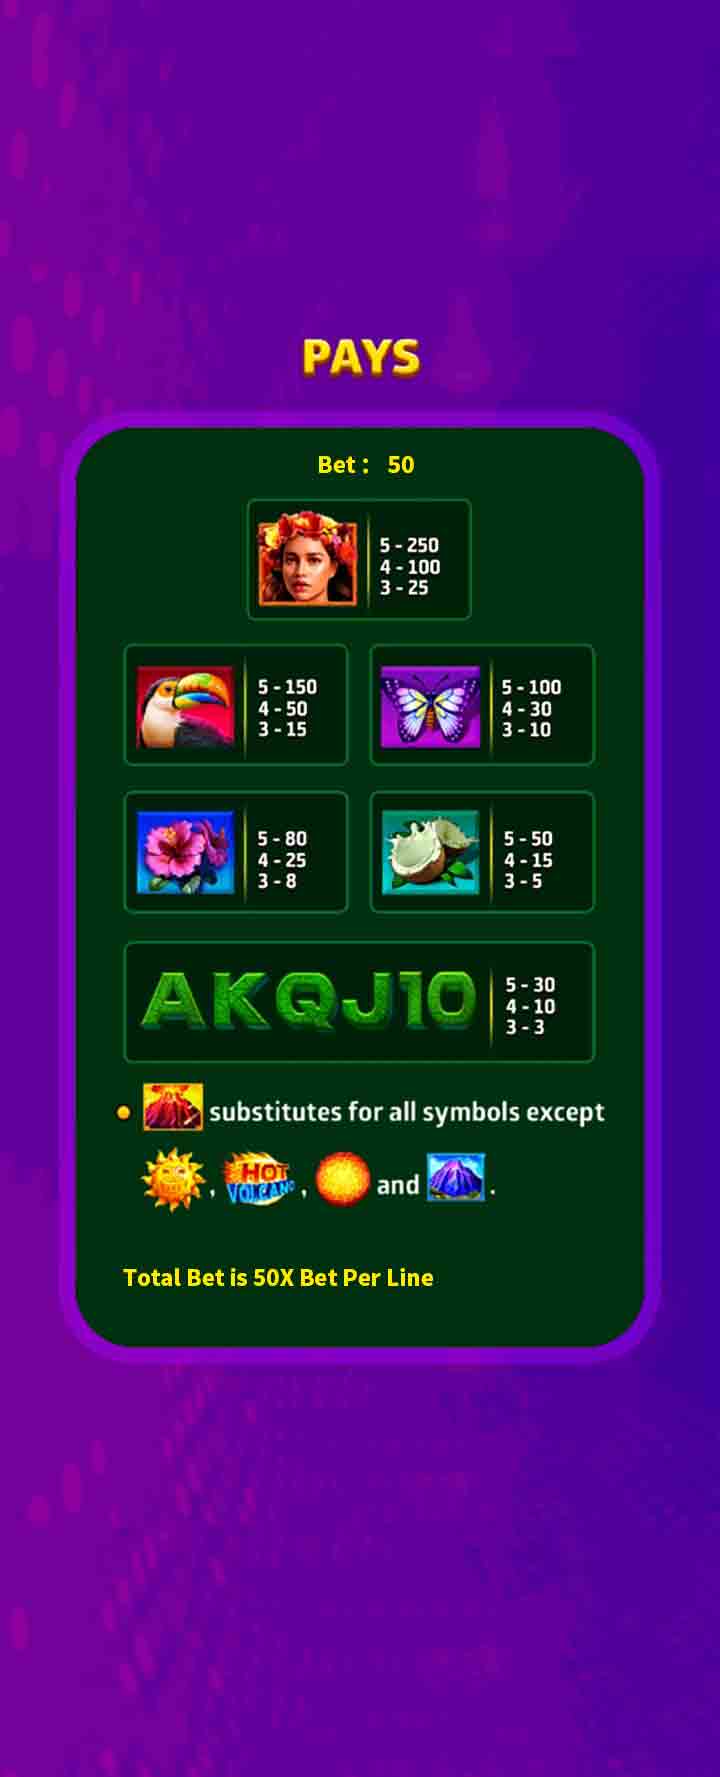 PAYS
Bet : 50
5 - 250
4 - 100
3 - 25
5 - 150
4 - 50
3 - 15
5 - 100
4 - 30
3 - 10
5 - 80
4 - 25
3 - 8
5 - 50
4 - 15
3 - 5
AKQJ10
5 - 30
4 - 10
3 - 3
substitutes for all symbols except
, HOT VOLCANO , and .
Total Bet is 50X Bet Per Line